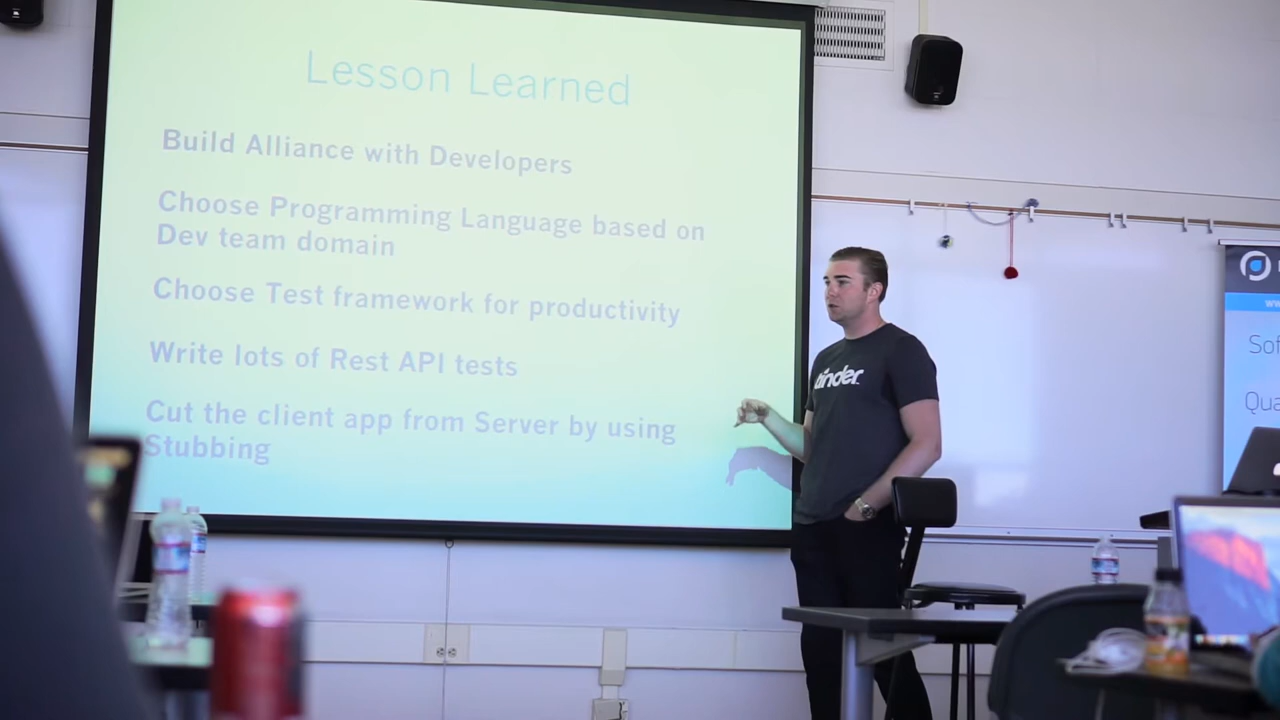 Lesson Learned
Build Alliance with Developers
Choose Programming Language based on
Dev team domain
Choose Test framework for productivity
Write lots of Rest API tests
Cut the client app from Server by using
Stubbing
tinder